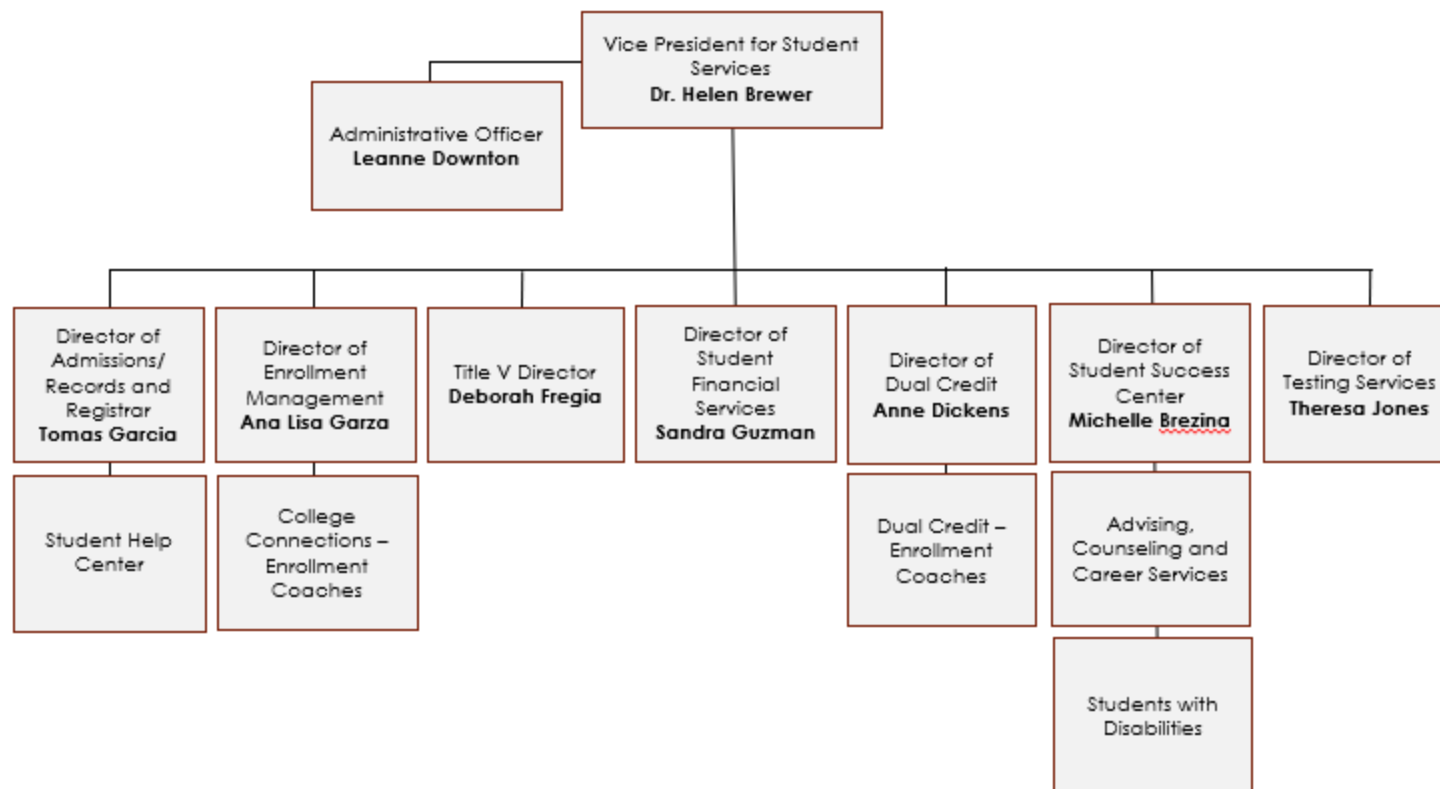 Vice President for Student
Services
Dr. Helen Brewer
Administrative Officer
Leanne Downton
Director of
Admissions/
Records and
Registrar
Tomas Garcia
Director of
Enrollment
Management
Ana Lisa Garza
Title V Director
Deborah Fregia
Director of
Student
Financial
Services
Sandra Guzman
Director of
Dual Credit
Anne Dickens
Director of
Student Success
Center
Michelle Brezina
Director of
Testing Services
Theresa Jones
Student Help
Center
College
Connections –
Enrollment
Coaches
Dual Credit –
Enrollment
Coaches
Advising,
Counseling and
Career Services
Students with
Disabilities